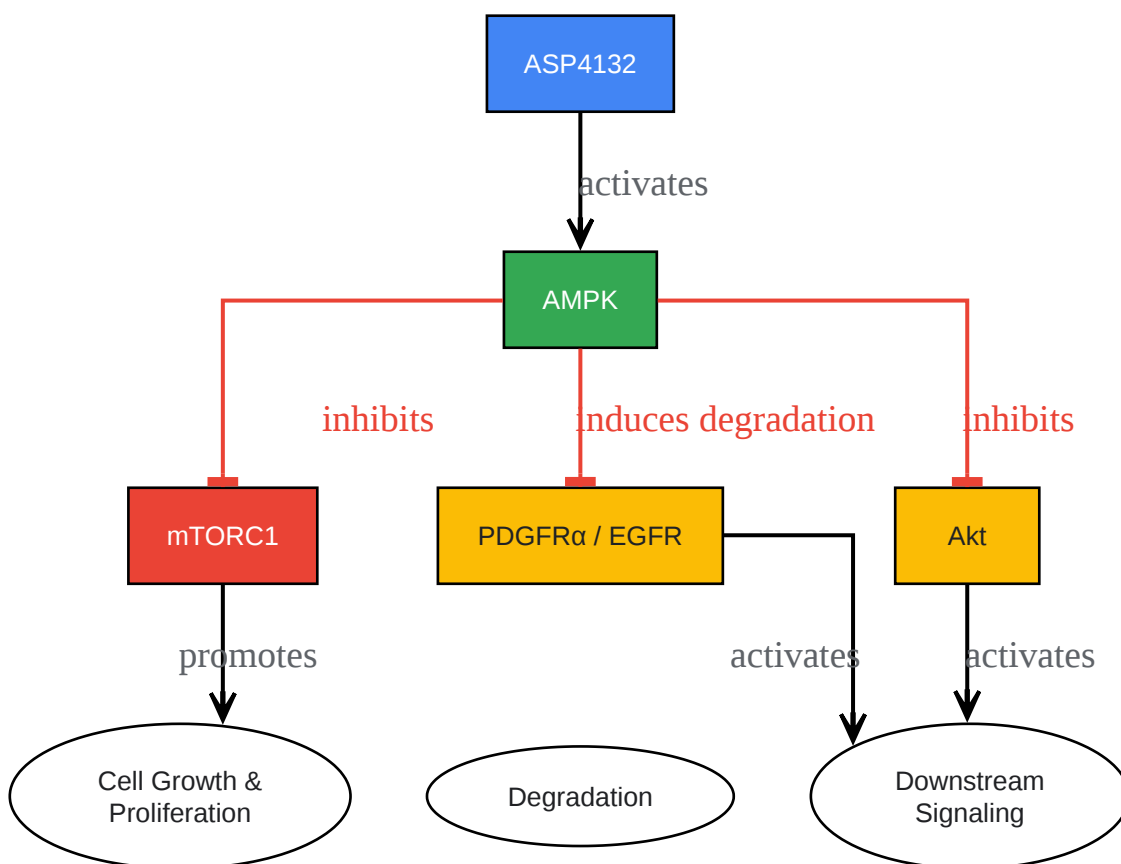 ASP4132
activates
AMPK
inhibits
induces degradation
inhibits
mTORC1
PDGFRα / EGFR
Akt
promotes
activates
activates
Cell Growth &
Proliferation
Degradation
Downstream
Signaling